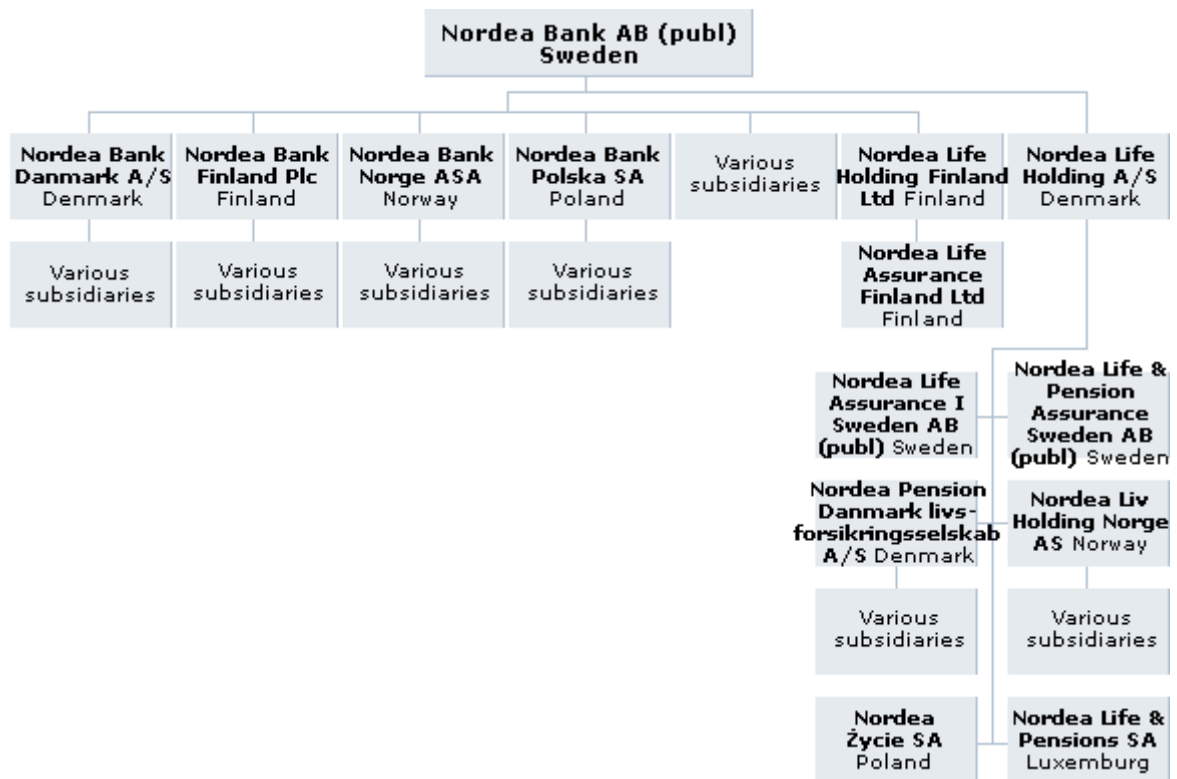 Nordea Bank AB (publ)
Sweden
Nordea Bank
Danmark A/S
Denmark
Nordea Bank
Finland Plc
Finland
Nordea Bank
Norge ASA
Norway
Nordea Bank
Polska SA
Poland
Various
subsidiaries
Nordea Life
Holding Finland
Ltd Finland
Nordea Life
Holding A/S
Denmark
Various
subsidiaries
Various
subsidiaries
Various
subsidiaries
Various
subsidiaries
Nordea Life
Assurance
Finland Ltd
Finland
Nordea Life
Assurance I
Sweden AB
(publ) Sweden
Nordea Life &
Pension
Assurance
Sweden AB
(publ) Sweden
Nordea Pension
Danmark livs-
forsikringsselskab
A/S Denmark
Nordea Liv
Holding Norge
AS Norway
Various
subsidiaries
Various
subsidiaries
Nordea
Życie SA
Poland
Nordea Life &
Pensions SA
Luxemburg